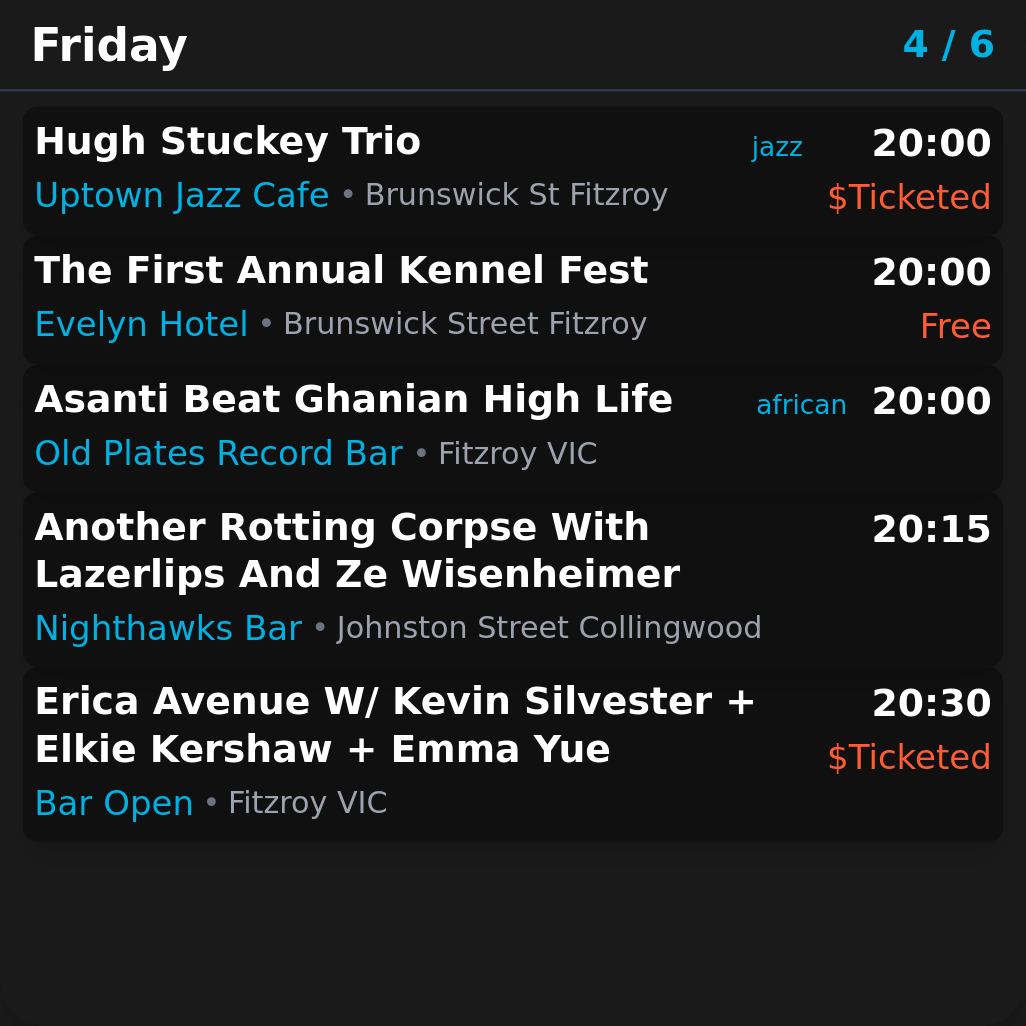 Friday 4 / 6
Hugh Stuckey Trio jazz 20:00
Uptown Jazz Cafe • Brunswick St Fitzroy $Ticketed
The First Annual Kennel Fest 20:00
Evelyn Hotel • Brunswick Street Fitzroy Free
Asanti Beat Ghanian High Life african 20:00
Old Plates Record Bar • Fitzroy VIC
Another Rotting Corpse With 20:15
Lazerlips And Ze Wisenheimer
Nighthawks Bar • Johnston Street Collingwood
Erica Avenue W/ Kevin Silvester + 20:30
Elkie Kershaw + Emma Yue $Ticketed
Bar Open • Fitzroy VIC